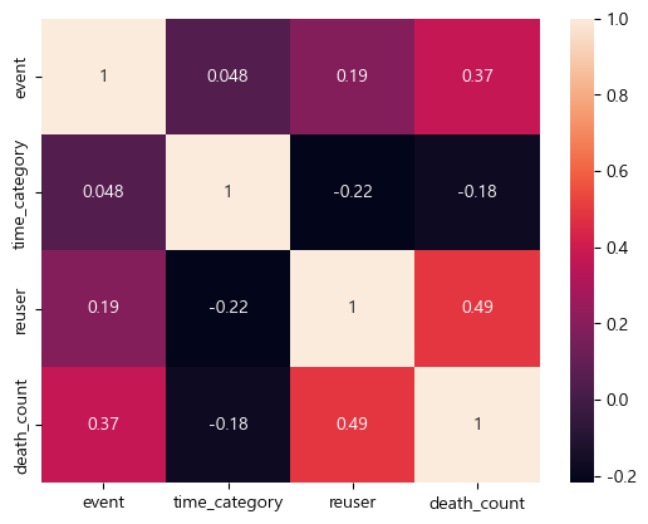 event 1 0.048 0.19 0.37
time_category 0.048 1 -0.22 -0.18
reuser 0.19 -0.22 1 0.49
death_count 0.37 -0.18 0.49 1
event time_category reuser death_count
1.0
0.8
0.6
0.4
0.2
0.0
-0.2